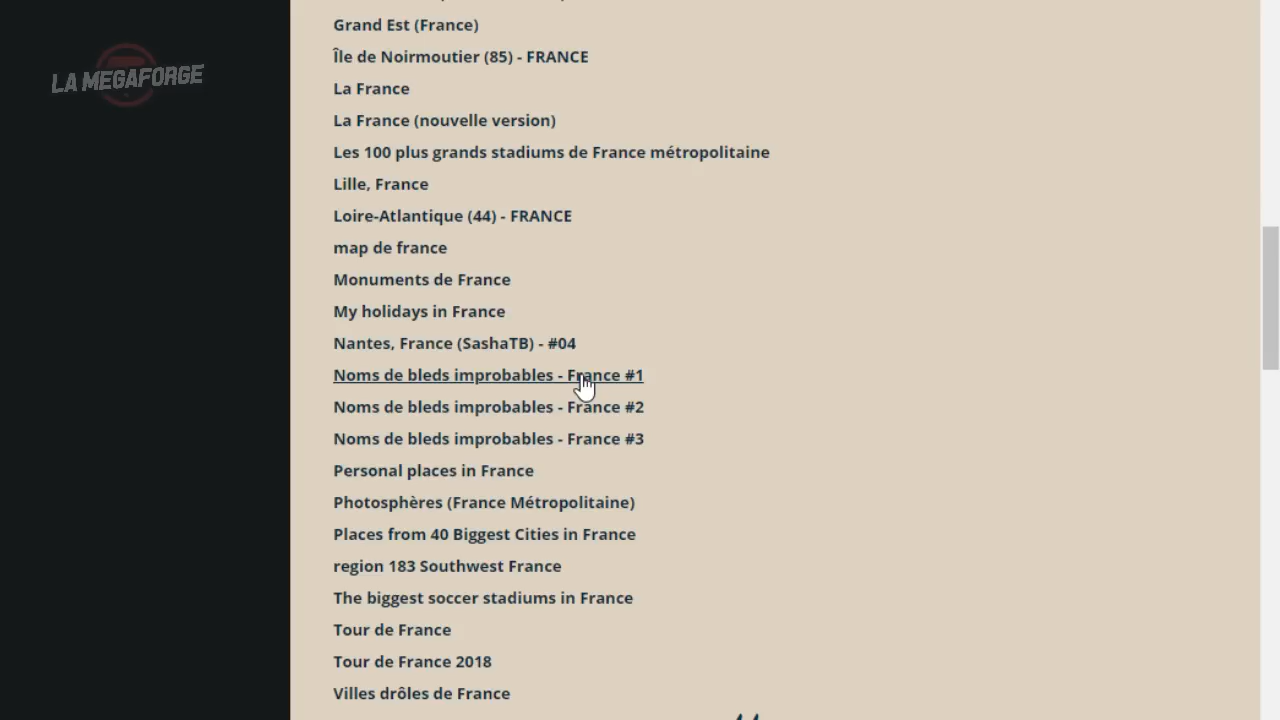 LA MEGAFORGE
Grand Est (France)
Île de Noirmoutier (85) - FRANCE
La France
La France (nouvelle version)
Les 100 plus grands stadiums de France métropolitaine
Lille, France
Loire-Atlantique (44) - FRANCE
map de france
Monuments de France
My holidays in France
Nantes, France (SashaTB) - #04
Noms de bleds improbables - France #1
Noms de bleds improbables - France #2
Noms de bleds improbables - France #3
Personal places in France
Photosphères (France Métropolitaine)
Places from 40 Biggest Cities in France
region 183 Southwest France
The biggest soccer stadiums in France
Tour de France
Tour de France 2018
Villes drôles de France